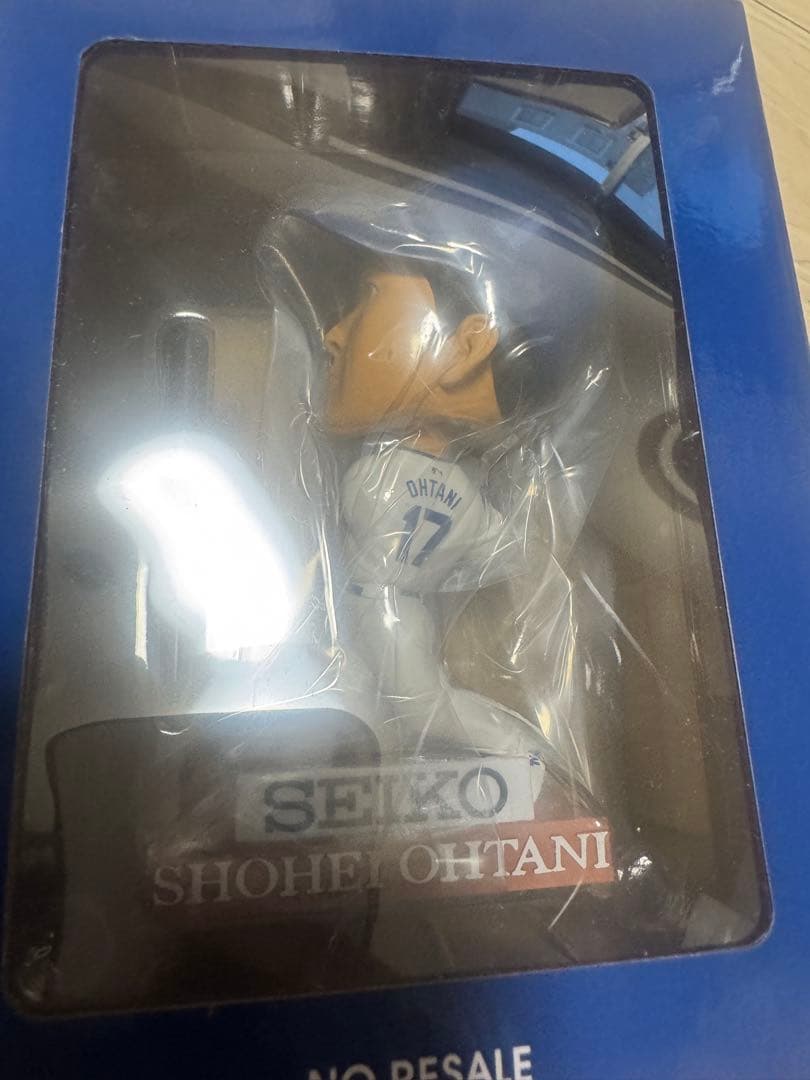 OHTANI
17
SEIKO
SHOHEI OHTANI
NO RESALE